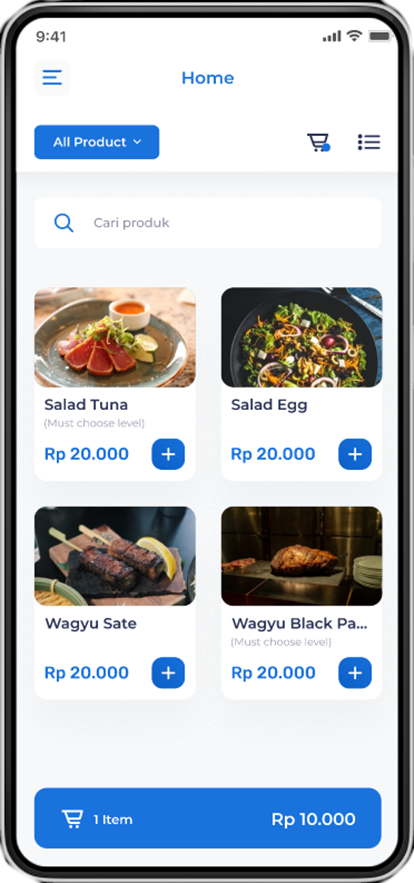 9:41
Home
All Product
Cari produk
Salad Tuna
(Must choose level)
Rp 20.000
Salad Egg
Rp 20.000
Wagyu Sate
Rp 20.000
Wagyu Black Pa...
(Must choose level)
Rp 20.000
1 Item
Rp 10.000